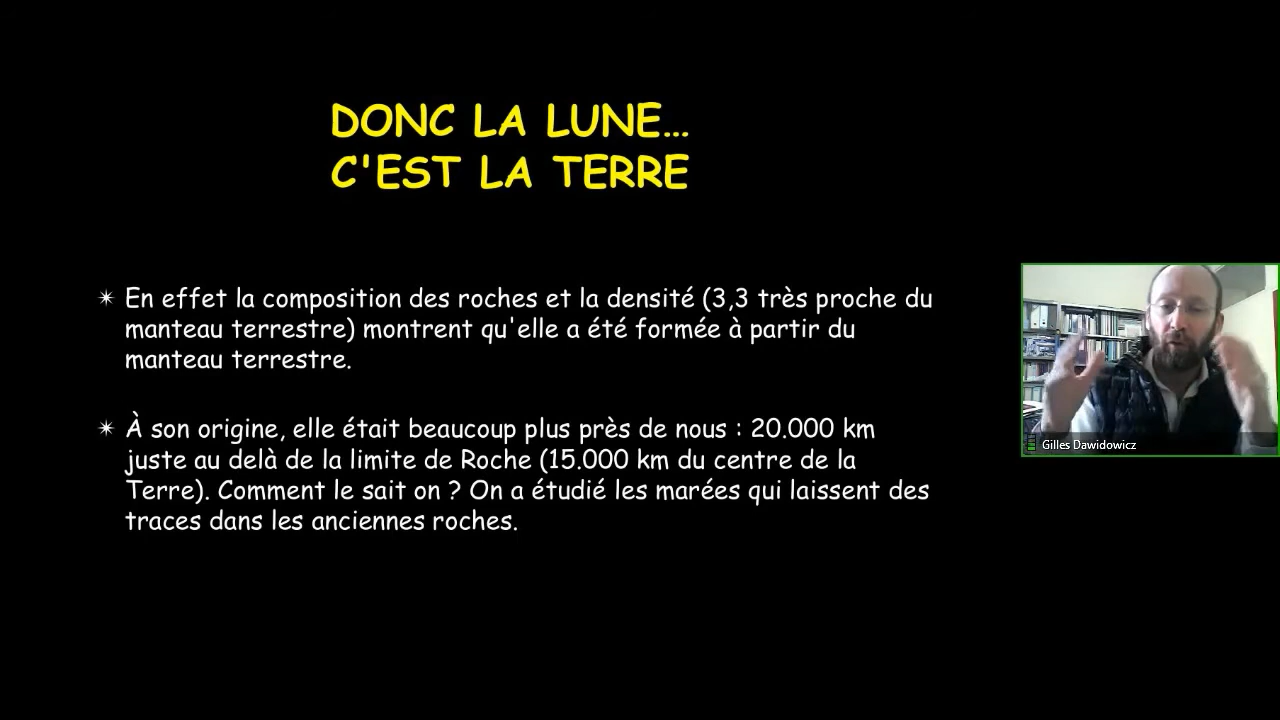 DONC LA LUNE...
C'EST LA TERRE
✴ En effet la composition des roches et la densité (3,3 très proche du
manteau terrestre) montrent qu'elle a été formée à partir du
manteau terrestre.
✴ À son origine, elle était beaucoup plus près de nous : 20.000 km
juste au delà de la limite de Roche (15.000 km du centre de la
Terre). Comment le sait on ? On a étudié les marées qui laissent des
traces dans les anciennes roches.
Gilles Dawidowicz